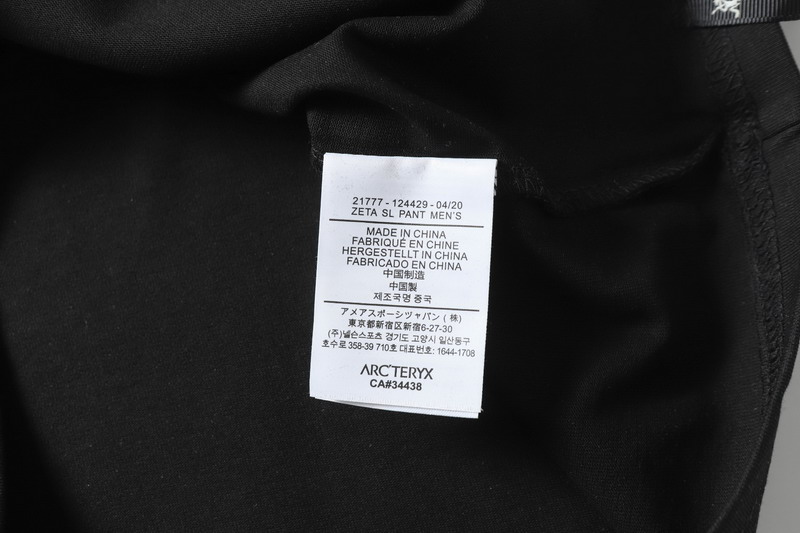 21777 - 124429 - 04/20
ZETA SL PANT MEN'S
MADE IN CHINA
FABRIQUÉ EN CHINE
HERGESTELLT IN CHINA
FABRICADO EN CHINA
中国制造
中国製
제조국명 중국
アメアスポーシツャパン ( 株)
東京都新宿区新宿6-27-30
(주)넬슨스포츠 경기도 고양시 일산동구
호수로 358-39 710호 대표번호: 1644-1708
ARC'TERYX
CA#34438